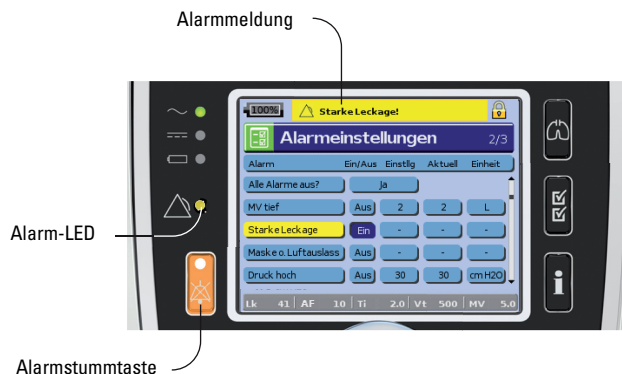 Alarmmeldung
100% Starke Leckage!
Alarmeinstellungen 2/3
Alarm Ein/Aus Einstllg Aktuell Einheit
Alle Alarme aus? Ja
MV tief Aus 2 2 L
Starke Leckage Ein - - -
Maske o. Luftauslass Aus - - -
Druck hoch Aus 30 30 cmH2O
Lk 41 AF 10 Ti 2.0 Vt 500 MV 5.0
Alarm-LED
Alarmstummtaste